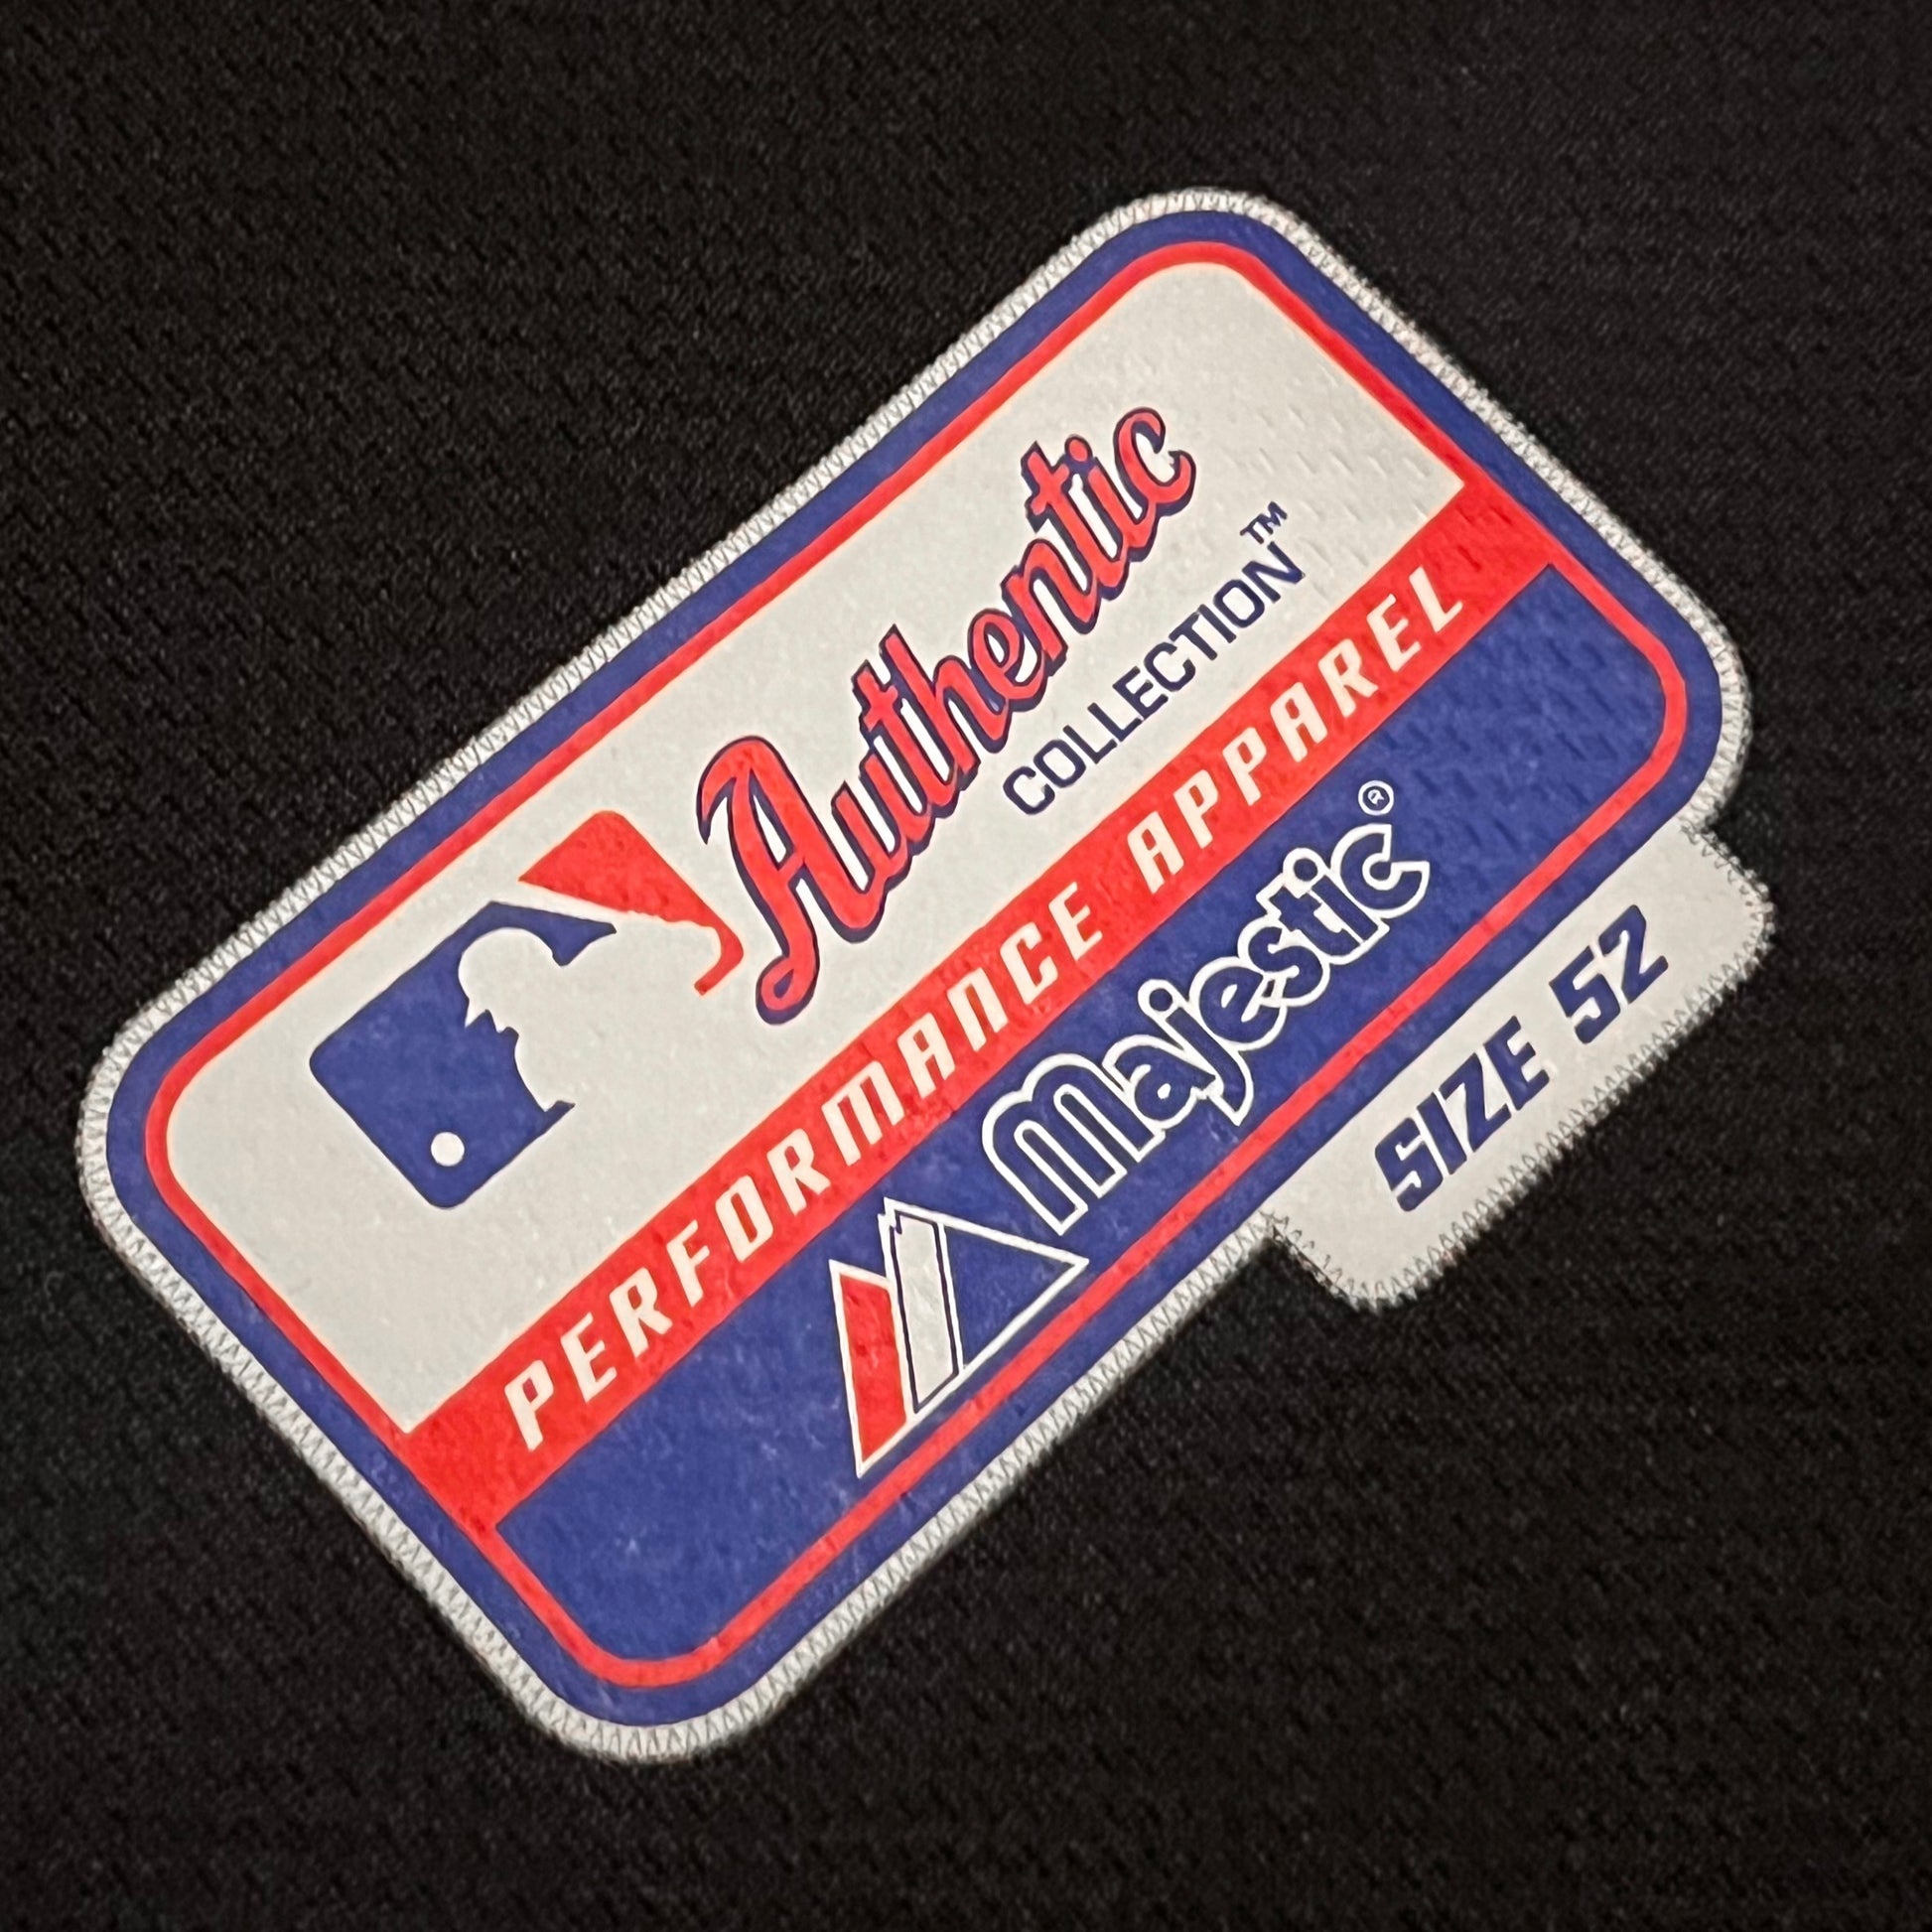 Authentic
COLLECTION™
PERFORMANCE APPAREL
Majestic®
SIZE 52